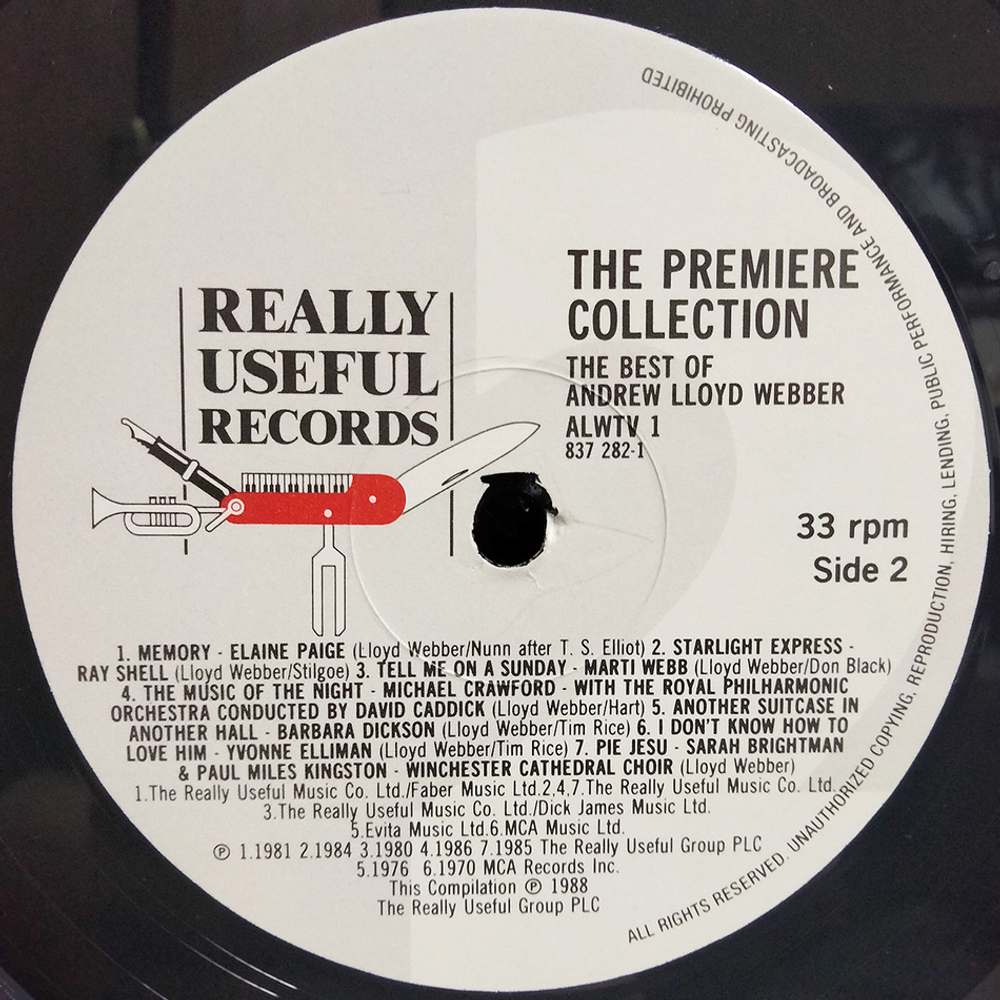 REALLY
USEFUL
RECORDS
THE PREMIERE
COLLECTION
THE BEST OF
ANDREW LLOYD WEBBER
ALWTV 1
837 282-1
33 rpm
Side 2
1. MEMORY - ELAINE PAIGE (Lloyd Webber/Nunn after T. S. Elliot) 2. STARLIGHT EXPRESS -
RAY SHELL (Lloyd Webber/Stilgoe) 3. TELL ME ON A SUNDAY - MARTI WEBB (Lloyd Webber/Don Black)
4. THE MUSIC OF THE NIGHT - MICHAEL CRAWFORD - WITH THE ROYAL PHILHARMONIC
ORCHESTRA CONDUCTED BY DAVID CADDICK (Lloyd Webber/Hart) 5. ANOTHER SUITCASE IN
ANOTHER HALL - BARBARA DICKSON (Lloyd Webber/Tim Rice) 6. I DON'T KNOW HOW TO
LOVE HIM - YVONNE ELLIMAN (Lloyd Webber/Tim Rice) 7. PIE JESU - SARAH BRIGHTMAN
& PAUL MILES KINGSTON - WINCHESTER CATHEDRAL CHOIR (Lloyd Webber)
1.The Really Useful Music Co. Ltd./Faber Music Ltd.2,4,7.The Really Useful Music Co. Ltd.
3.The Really Useful Music Co. Ltd./Dick James Music Ltd.
5.Evita Music Ltd.6.MCA Music Ltd.
℗ 1.1981 2.1984 3.1980 4.1986 7.1985 The Really Useful Group PLC
5.1976 6.1970 MCA Records Inc.
This Compilation ℗ 1988
The Really Useful Group PLC
ALL RIGHTS RESERVED. UNAUTHORIZED COPYING, REPRODUCTION, HIRING, LENDING, PUBLIC PERFORMANCE AND BROADCASTING PROHIBITED